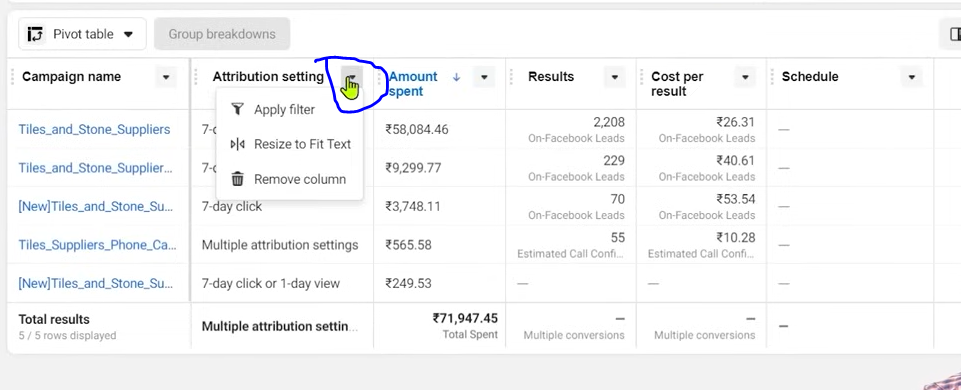 Pivot table
Group breakdowns
Campaign name
Attribution setting
Amount spent
Results
Cost per result
Schedule
Apply filter
Resize to Fit Text
Remove column
Tiles_and_Stone_Suppliers
7-d
₹58,084.46
2,208
On-Facebook Leads
₹26.31
On-Facebook Leads
—
Tiles_and_Stone_Supplier...
7-d
₹9,299.77
229
On-Facebook Leads
₹40.61
On-Facebook Leads
—
[New]Tiles_and_Stone_Su...
7-day click
₹3,748.11
70
On-Facebook Leads
₹53.54
On-Facebook Leads
—
Tiles_Suppliers_Phone_Ca...
Multiple attribution settings
₹565.58
55
Estimated Call Confi...
₹10.28
Estimated Call Confi...
—
[New]Tiles_and_Stone_Su...
7-day click or 1-day view
₹249.53
—
—
—
Total results
5 / 5 rows displayed
Multiple attribution settin...
₹71,947.45
Total Spent
—
Multiple conversions
—
Multiple conversions
—